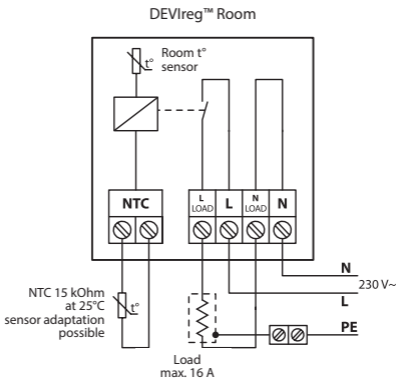 DEVIreg™ Room
Room t°
sensor
t°
NTC
L
LOAD
L
N
LOAD
N
N
230 V~
L
PE
NTC 15 kOhm
at 25°C
sensor adaptation
possible
t°
Load
max. 16 A